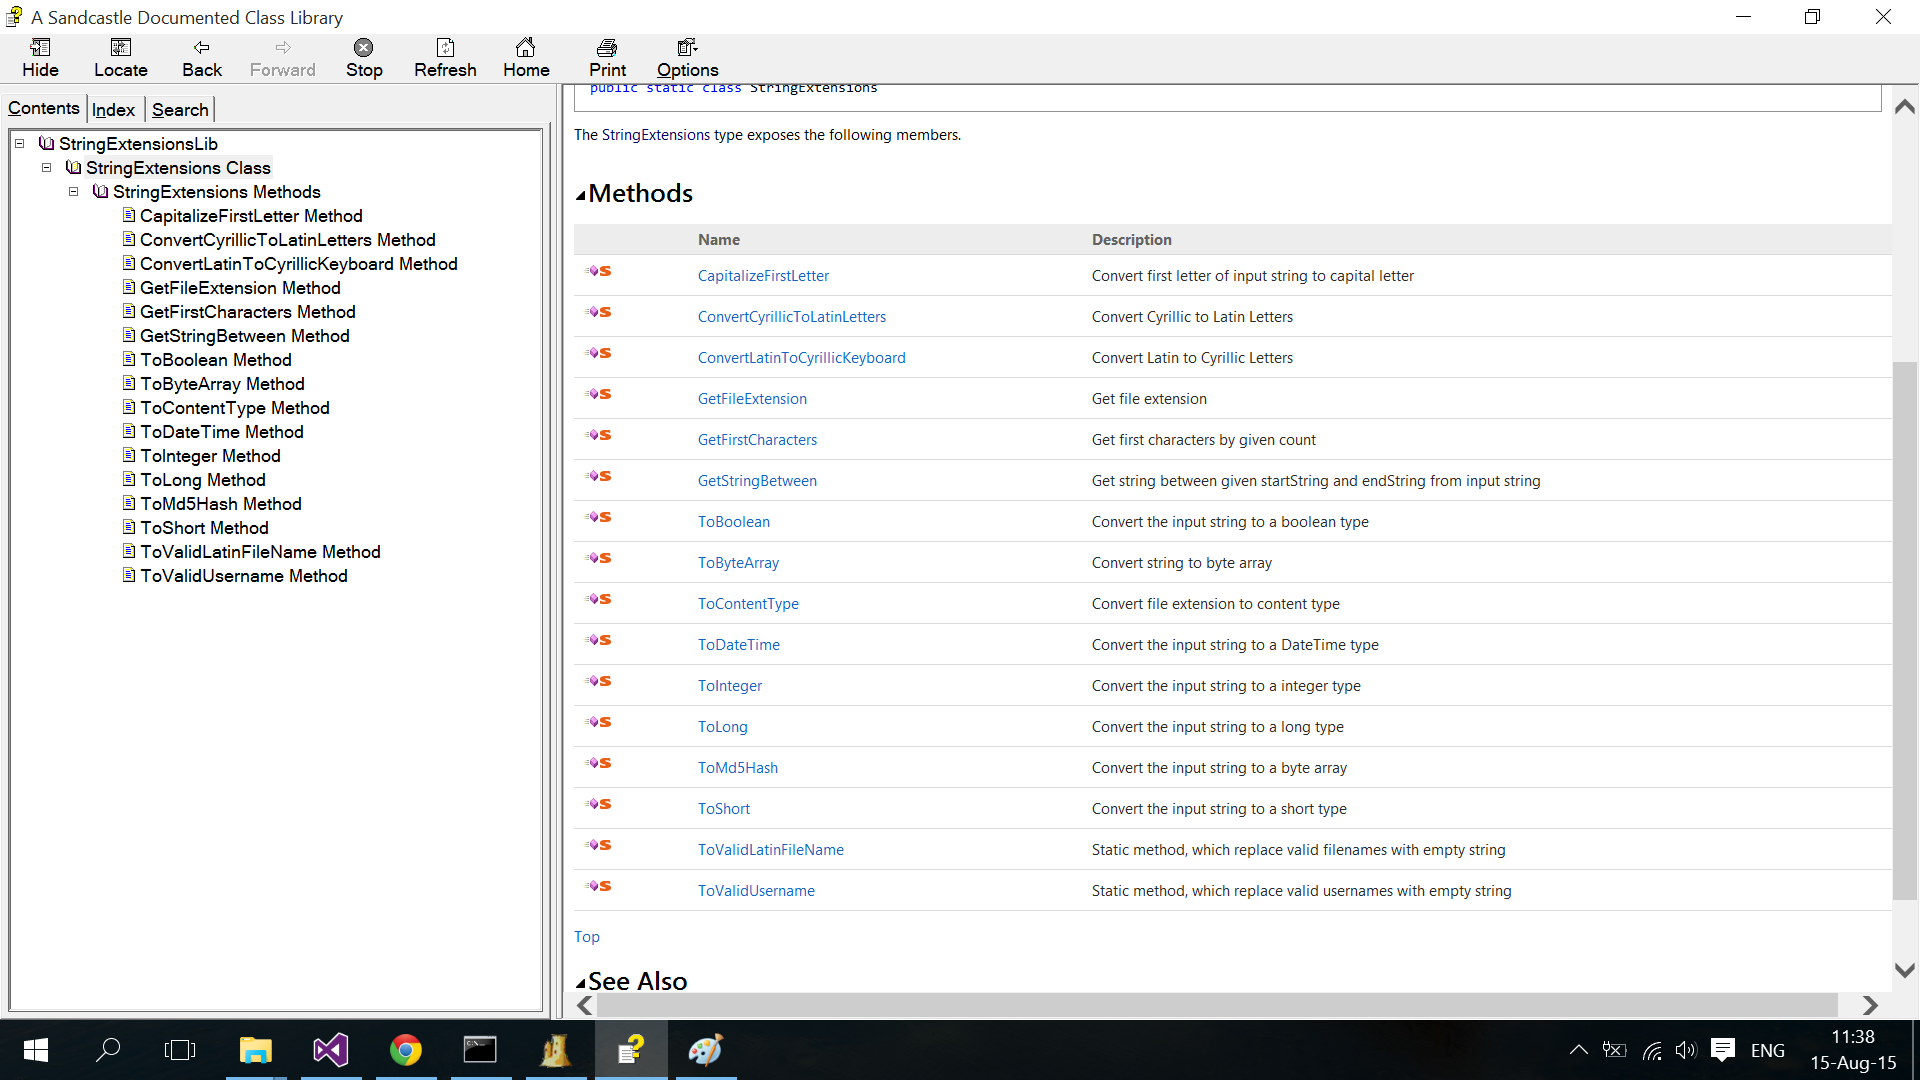 A Sandcastle Documented Class Library
Hide Locate Back Forward Stop Refresh Home Print Options
Contents Index Search
StringExtensionsLib
StringExtensions Class
StringExtensions Methods
CapitalizeFirstLetter Method
ConvertCyrillicToLatinLetters Method
ConvertLatinToCyrillicKeyboard Method
GetFileExtension Method
GetFirstCharacters Method
GetStringBetween Method
ToBoolean Method
ToByteArray Method
ToContentType Method
ToDateTime Method
ToInteger Method
ToLong Method
ToMd5Hash Method
ToShort Method
ToValidLatinFileName Method
ToValidUsername Method
public static class StringExtensions
The StringExtensions type exposes the following members.
Methods
Name Description
CapitalizeFirstLetter Convert first letter of input string to capital letter
ConvertCyrillicToLatinLetters Convert Cyrillic to Latin Letters
ConvertLatinToCyrillicKeyboard Convert Latin to Cyrillic Letters
GetFileExtension Get file extension
GetFirstCharacters Get first characters by given count
GetStringBetween Get string between given startString and endString from input string
ToBoolean Convert the input string to a boolean type
ToByteArray Convert string to byte array
ToContentType Convert file extension to content type
ToDateTime Convert the input string to a DateTime type
ToInteger Convert the input string to a integer type
ToLong Convert the input string to a long type
ToMd5Hash Convert the input string to a byte array
ToShort Convert the input string to a short type
ToValidLatinFileName Static method, which replace valid filenames with empty string
ToValidUsername Static method, which replace valid usernames with empty string
Top
See Also
ENG
11:38
15-Aug-15